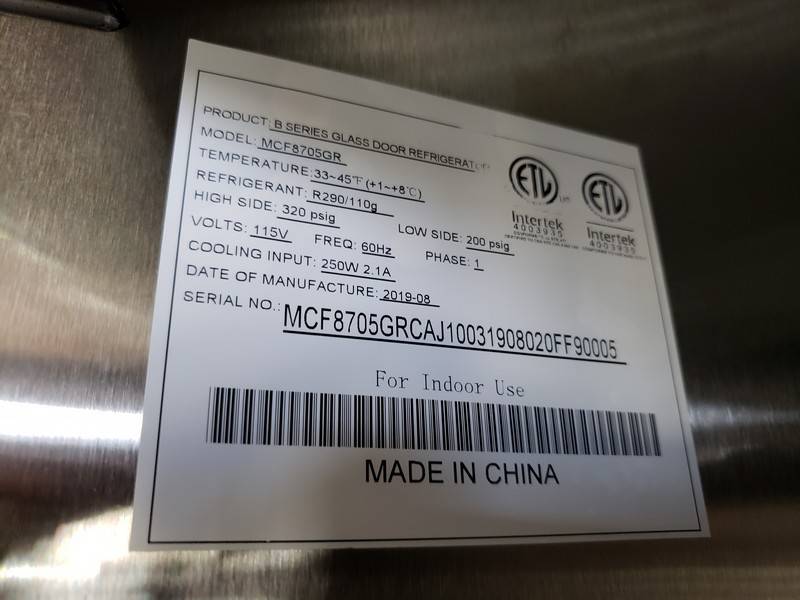 PRODUCT: B SERIES GLASS DOOR REFRIGERATOR
MODEL: MCF8705GR
TEMPERATURE: 33~45℉ (+1~+8℃)
REFRIGERANT: R290/110g
HIGH SIDE: 320 psig LOW SIDE: 200 psig
VOLTS: 115V FREQ: 60Hz PHASE: 1
COOLING INPUT: 250W 2.1A
DATE OF MANUFACTURE: 2019-08
SERIAL NO.: MCF8705GRCAJ10031908020FF90005
ETL
Intertek
4003935
ETL
Intertek
4003935
For Indoor Use
MADE IN CHINA